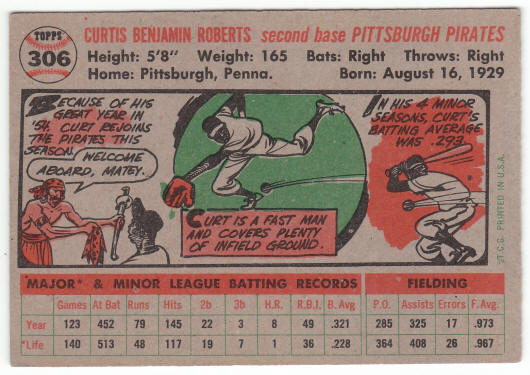 TOPPS
306
CURTIS BENJAMIN ROBERTS second base PITTSBURGH PIRATES
Height: 5'8" Weight: 165 Bats: Right Throws: Right
Home: Pittsburgh, Penna. Born: August 16, 1929
BECAUSE OF HIS
GREAT YEAR IN
'54, CURT REJOINS
THE PIRATES THIS
SEASON.
WELCOME
ABOARD, MATEY.
CURT IS A FAST MAN
AND COVERS PLENTY
OF INFIELD GROUND.
IN HIS 4 MINOR
SEASONS, CURT'S
BATTING AVERAGE
WAS .293.
©T.C.G. PRINTED IN U.S.A.
MAJOR* & MINOR LEAGUE BATTING RECORDS FIELDING
Games At Bat Runs Hits 2b 3b H.R. R.B.I. B. Avg P.O. Assists Errors F. Avg.
Year 123 452 79 145 22 3 8 49 .321 285 325 17 .973
*Life 140 513 48 117 19 7 1 36 .228 364 408 26 .967